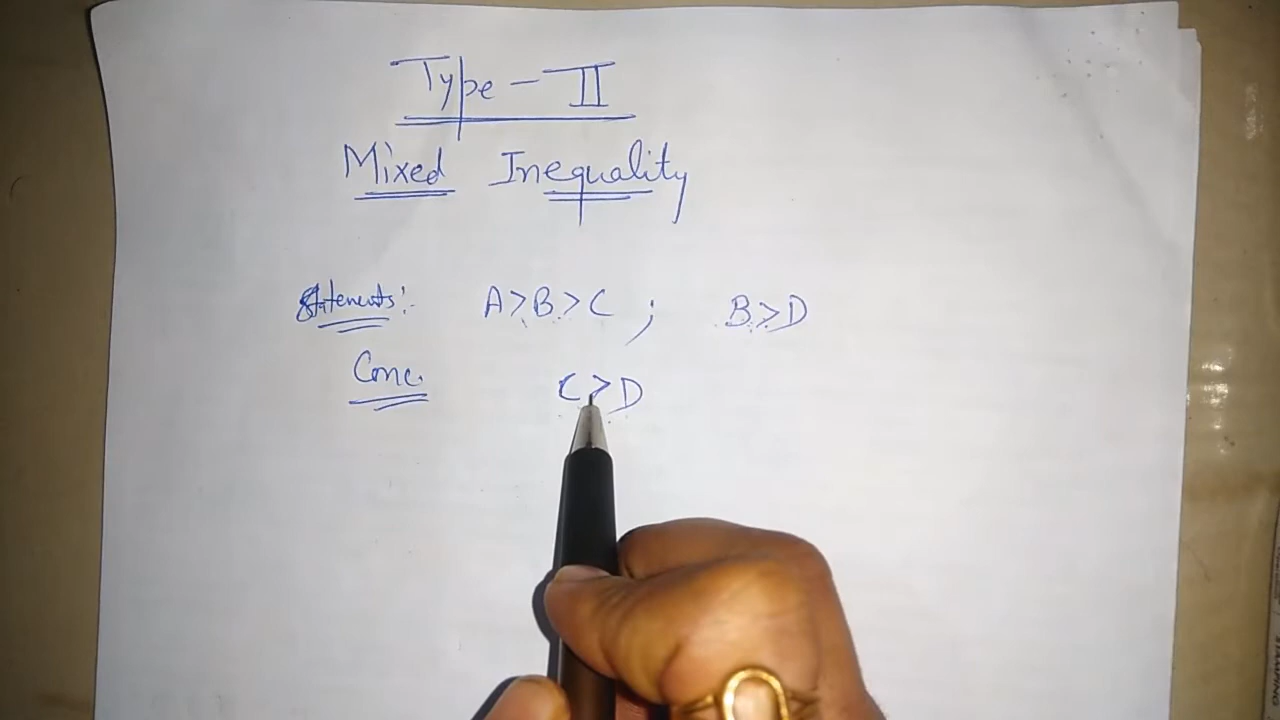 Type - II
Mixed Inequality
Statements:- A>B>C ; B>D
Conc. C>D